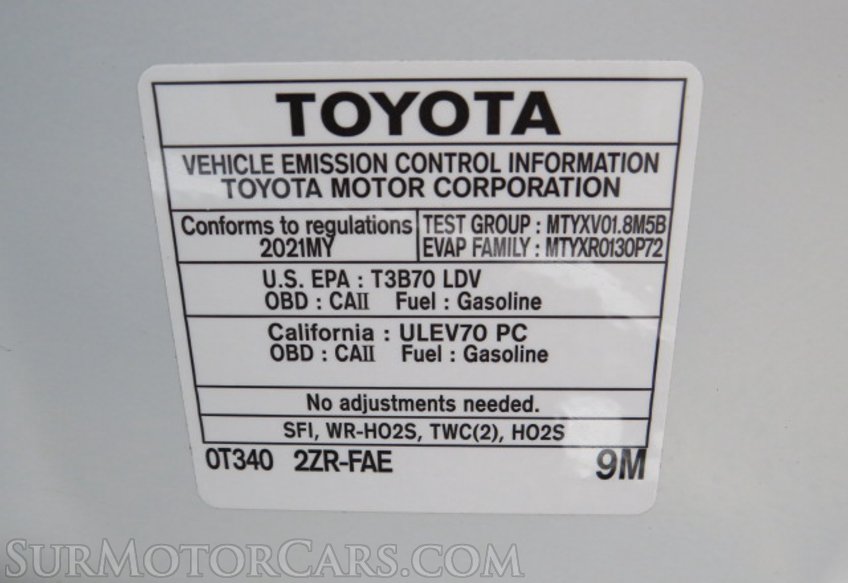 TOYOTA
VEHICLE EMISSION CONTROL INFORMATION
TOYOTA MOTOR CORPORATION
Conforms to regulations
2021MY
TEST GROUP : MTYXV01.8M5B
EVAP FAMILY : MTYXR0130P72
U.S. EPA : T3B70 LDV
OBD : CAII Fuel : Gasoline
California : ULEV70 PC
OBD : CAII Fuel : Gasoline
No adjustments needed.
SFI, WR-HO2S, TWC(2), HO2S
0T340 2ZR-FAE 9M
SURMOTORCARS.COM